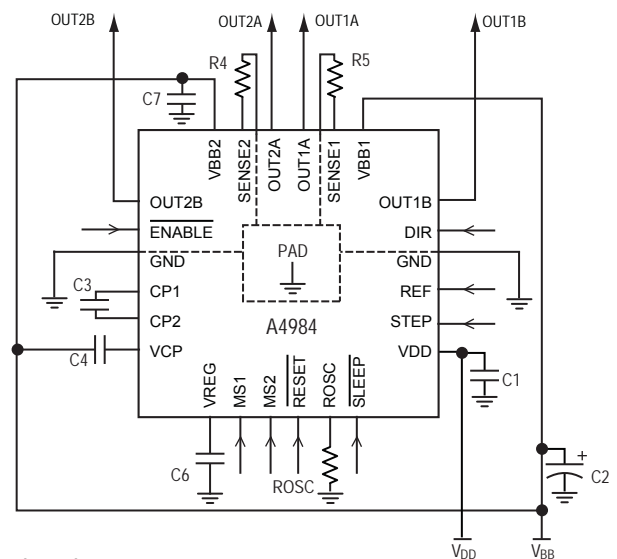 OUT2B
OUT2A
OUT1A
OUT1B
R4
R5
C7
VBB2
SENSE2
OUT2A
OUT1A
SENSE1
VBB1
OUT2B
OUT1B
ENABLE
DIR
GND
GND
PAD
C3
CP1
REF
CP2
A4984
STEP
C4
VCP
VDD
C1
VREG
MS1
MS2
RESET
ROSC
SLEEP
C6
ROSC
+
C2
VDD
VBB